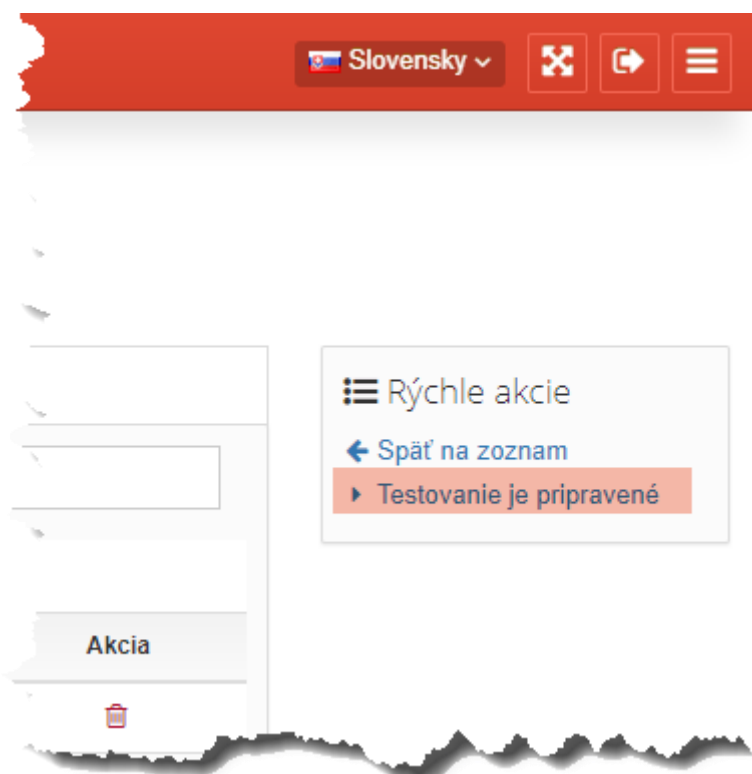 Slovensky
Rýchle akcie
Späť na zoznam
Testovanie je pripravené
Akcia